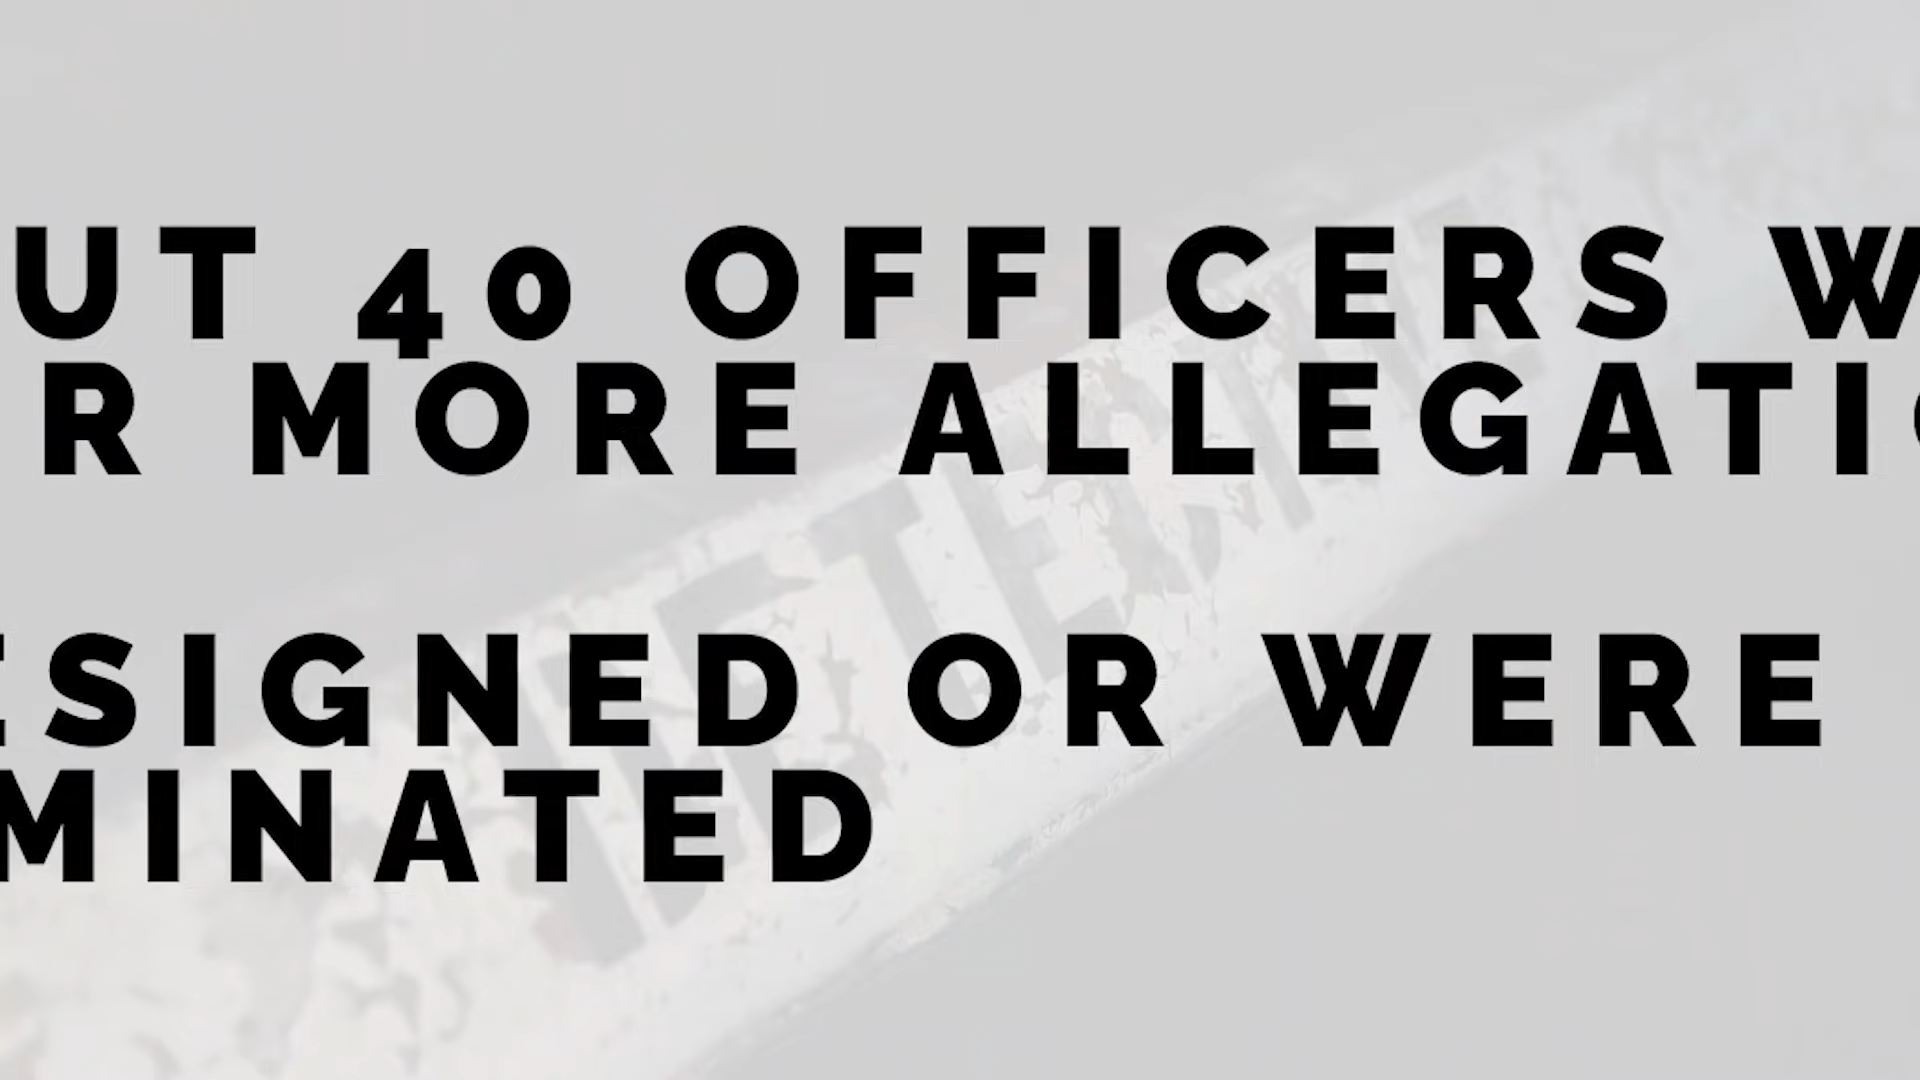 UT 40 OFFICERS W
R MORE ALLEGATI
ESIGNED OR WERE
MINATED